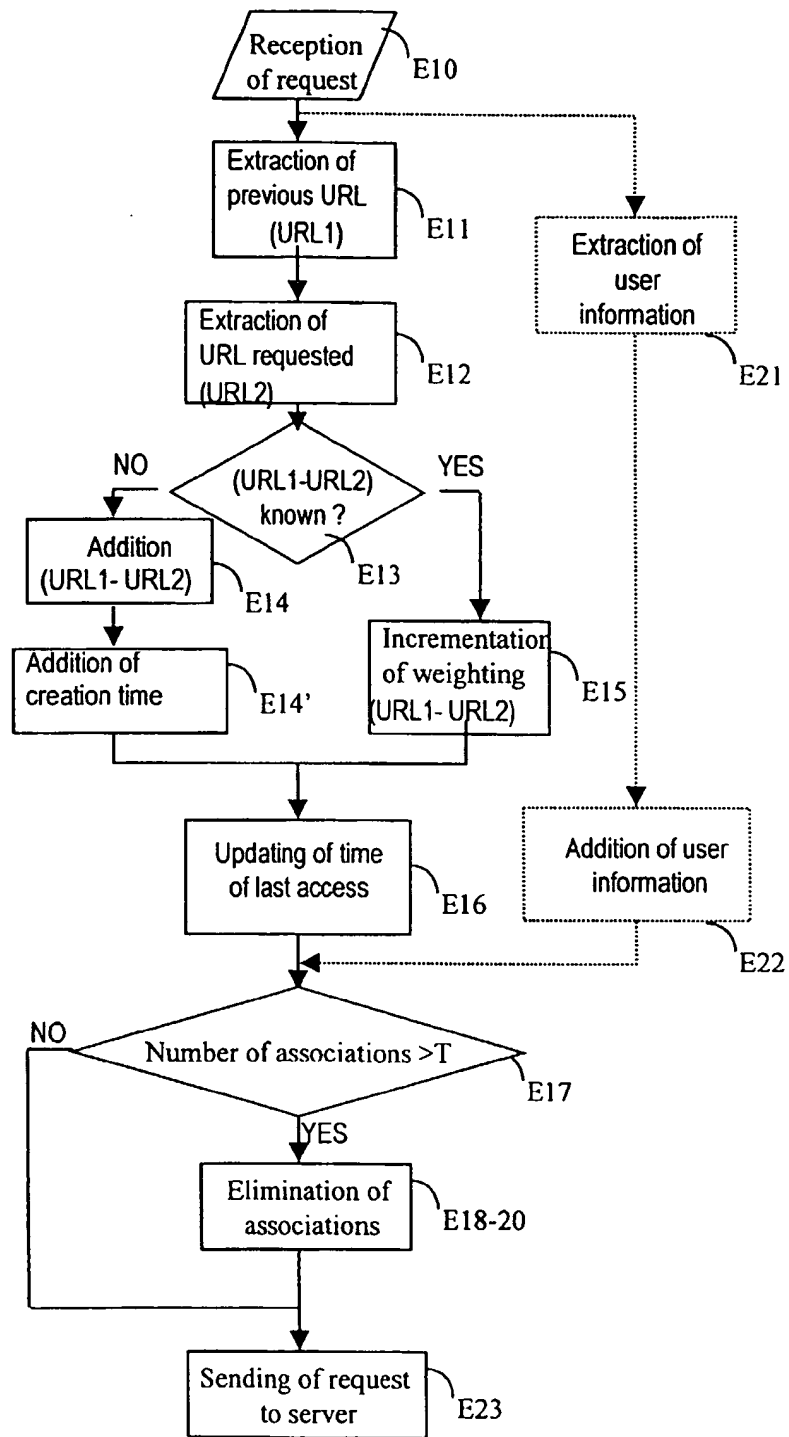 Reception
of request
E10
Extraction of
previous URL
(URL1)
E11
Extraction of
user
information
E21
Extraction of
URL requested
(URL2)
E12
NO
YES
(URL1-URL2)
known ?
E13
Addition
(URL1- URL2)
E14
Addition of
creation time
E14'
Incrementation
of weighting
(URL1- URL2)
E15
Updating of time
of last access
E16
Addition of user
information
E22
NO
Number of associations >T
E17
YES
Elimination of
associations
E18-20
Sending of request
to server
E23